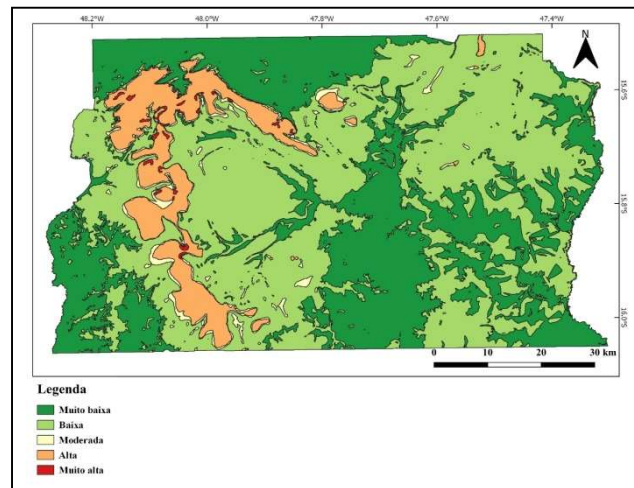 48.2°W 48.0°W 47.8°W 47.6°W 47.4°W
N
15.6°S
15.8°S
16.0°S
0 10 20 30 km
Legenda
Muito baixa
Baixa
Moderada
Alta
Muito alta